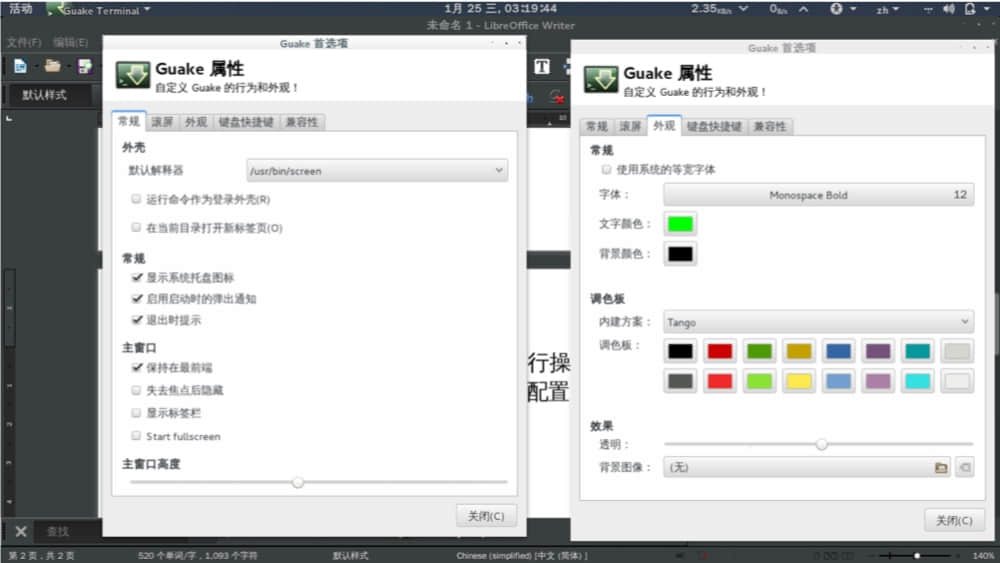 活动
Guake Terminal
1月 25 三, 03:19:44
2.35KB/s
0B/s
zh
未命名 1 - LibreOffice Writer
文件(F) 编辑(E)
默认样式
Guake 首选项
Guake 属性
自定义 Guake 的行为和外观！
常规 滚屏 外观 键盘快捷键 兼容性
外壳
默认解释器 /usr/bin/screen
运行命令作为登录外壳(R)
在当前目录打开新标签页(O)
常规
显示系统托盘图标
启用启动时的弹出通知
退出时提示
主窗口
保持在最前端
失去焦点后隐藏
显示标签栏
Start fullscreen
主窗口高度
关闭(C)
行操
配置
Guake 首选项
Guake 属性
自定义 Guake 的行为和外观！
常规 滚屏 外观 键盘快捷键 兼容性
常规
使用系统的等宽字体
字体： Monospace Bold 12
文字颜色：
背景颜色：
调色板
内建方案： Tango
调色板：
效果
透明：
背景图像： (无)
关闭(C)
查找
第 2 页，共 2 页 520 个单词/字，1,093 个字符 默认样式 Chinese (simplified) [中文 (简体) ] 140%